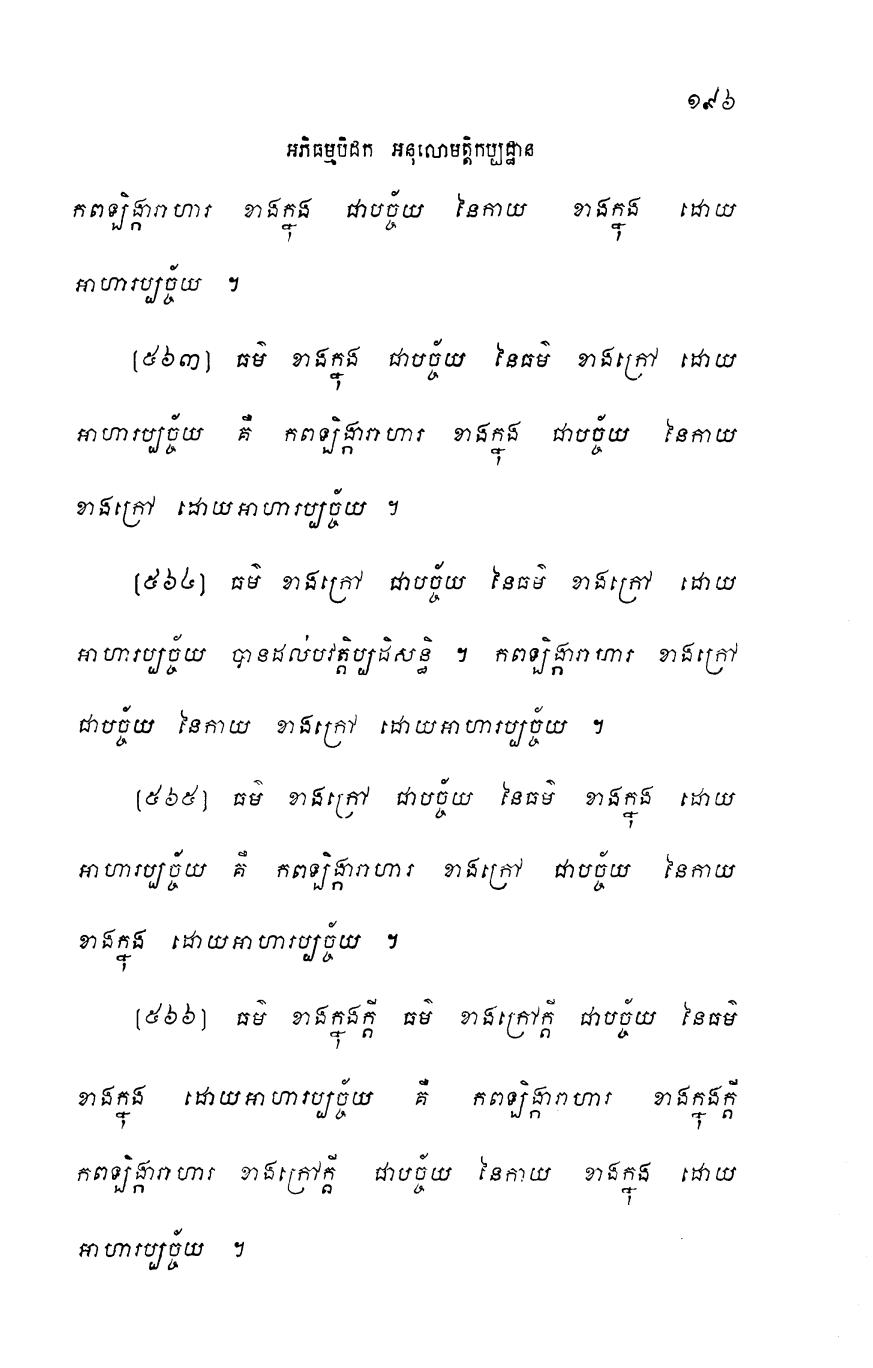 ១៩៦
អភិធម្មបិដក អនុលោមត្តិកប្បដ្ឋាន
កពឡិង្ការាហារ ខាងក្នុង ជាបច្ច័យ នៃកាយ ខាងក្នុង ដោយ
អាហារប្បច្ច័យ ។
(៥៦៣) ធម៌ ខាងក្នុង ជាបច្ច័យ នៃធម៌ ខាងក្រៅ ដោយ
អាហារប្បច្ច័យ គឺ កពឡិង្ការាហារ ខាងក្នុង ជាបច្ច័យ នៃកាយ
ខាងក្រៅ ដោយអាហារប្បច្ច័យ ។
(៥៦៤) ធម៌ ខាងក្រៅ ជាបច្ច័យ នៃធម៌ ខាងក្រៅ ដោយ
អាហារប្បច្ច័យ បានដល់បវត្តិប្បដិសន្ធិ ។ កពឡិង្ការាហារ ខាងក្រៅ
ជាបច្ច័យ នៃកាយ ខាងក្រៅ ដោយអាហារប្បច្ច័យ ។
(៥៦៥) ធម៌ ខាងក្រៅ ជាបច្ច័យ នៃធម៌ ខាងក្នុង ដោយ
អាហារប្បច្ច័យ គឺ កពឡិង្ការាហារ ខាងក្រៅ ជាបច្ច័យ នៃកាយ
ខាងក្នុង ដោយអាហារប្បច្ច័យ ។
(៥៦៦) ធម៌ ខាងក្នុងក្តី ធម៌ ខាងក្រៅក្តី ជាបច្ច័យ នៃធម៌
ខាងក្នុង ដោយអាហារប្បច្ច័យ គឺ កពឡិង្ការាហារ ខាងក្នុងក្តី
កពឡិង្ការាហារ ខាងក្រៅក្តី ជាបច្ច័យ នៃកាយ ខាងក្នុង ដោយ
អាហារប្បច្ច័យ ។